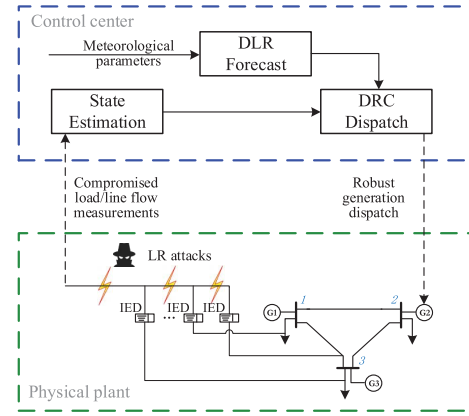 Control center
Meteorological
parameters
DLR
Forecast
State
Estimation
DRC
Dispatch
Compromised
load/line flow
measurements
Robust
generation
dispatch
LR attacks
IED
...
IED
IED
G1
1
2
G2
3
G3
Physical plant